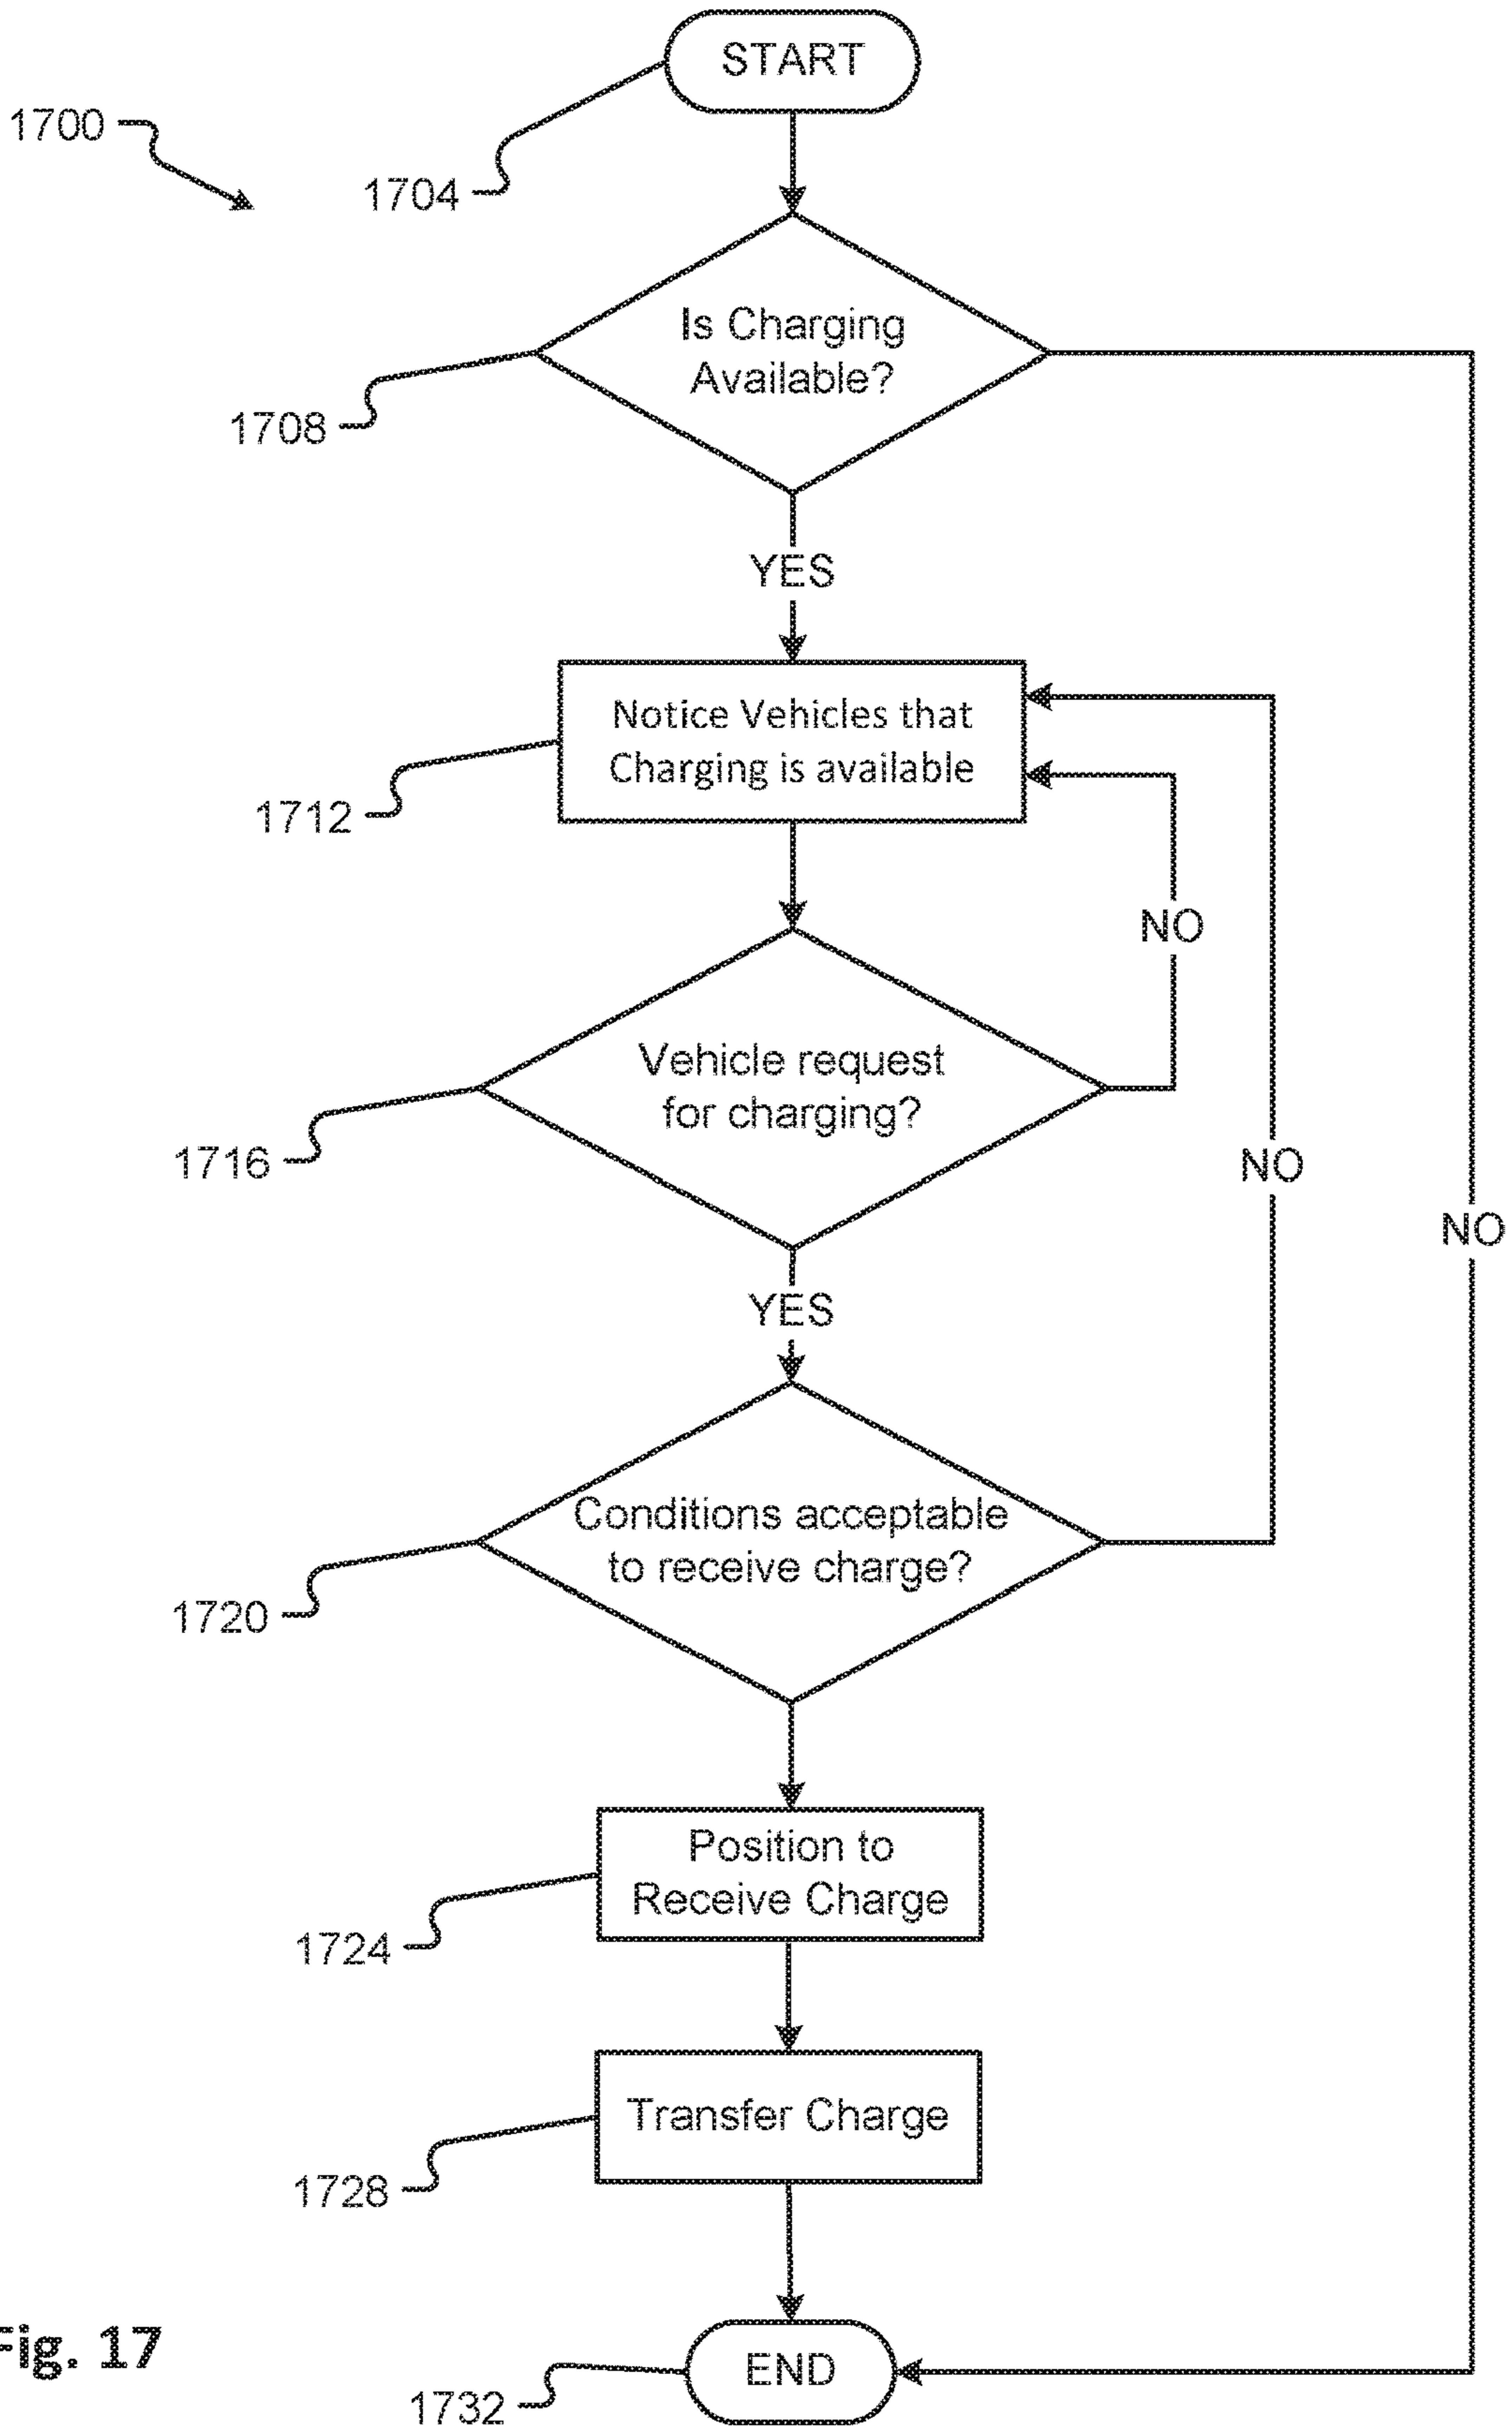 START
1700
1704
Is Charging
Available?
1708
YES
Notice Vehicles that
Charging is available
1712
NO
Vehicle request
for charging?
1716
NO
NO
YES
Conditions acceptable
to receive charge?
1720
Position to
Receive Charge
1724
Transfer Charge
1728
Fig. 17
END
1732